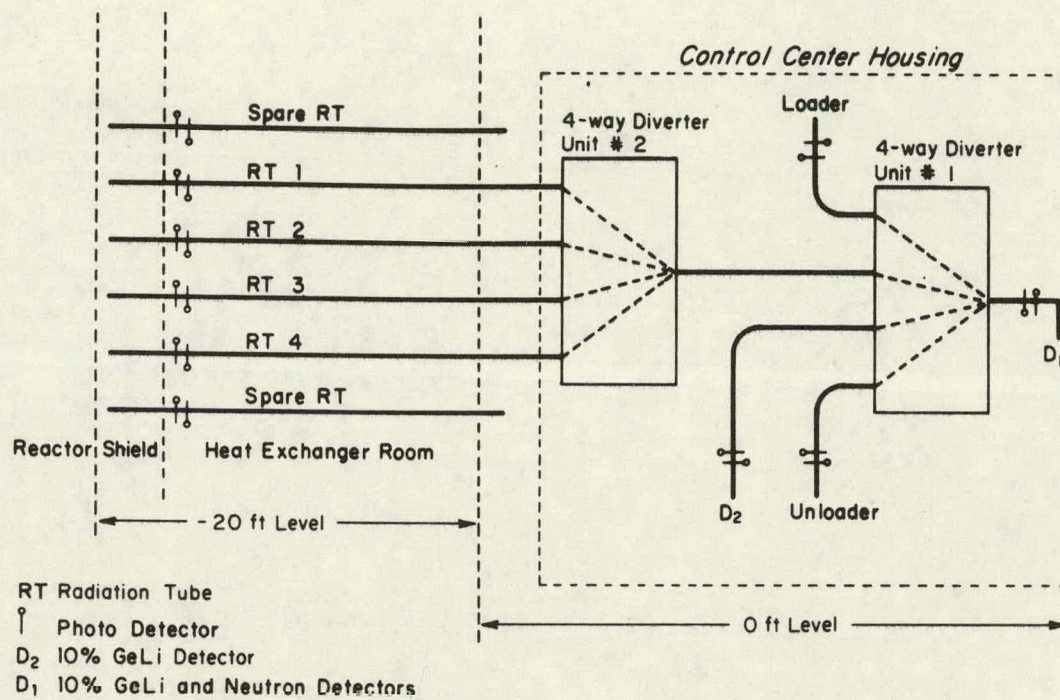 Control Center Housing
Loader
4-way Diverter
Unit # 2
4-way Diverter
Unit # 1
Spare RT
RT 1
RT 2
RT 3
RT 4
Spare RT
Reactor Shield
Heat Exchanger Room
D₂
Unloader
D₁
-20 ft Level
0 ft Level
RT Radiation Tube
Photo Detector
D₂ 10% GeLi Detector
D₁ 10% GeLi and Neutron Detectors